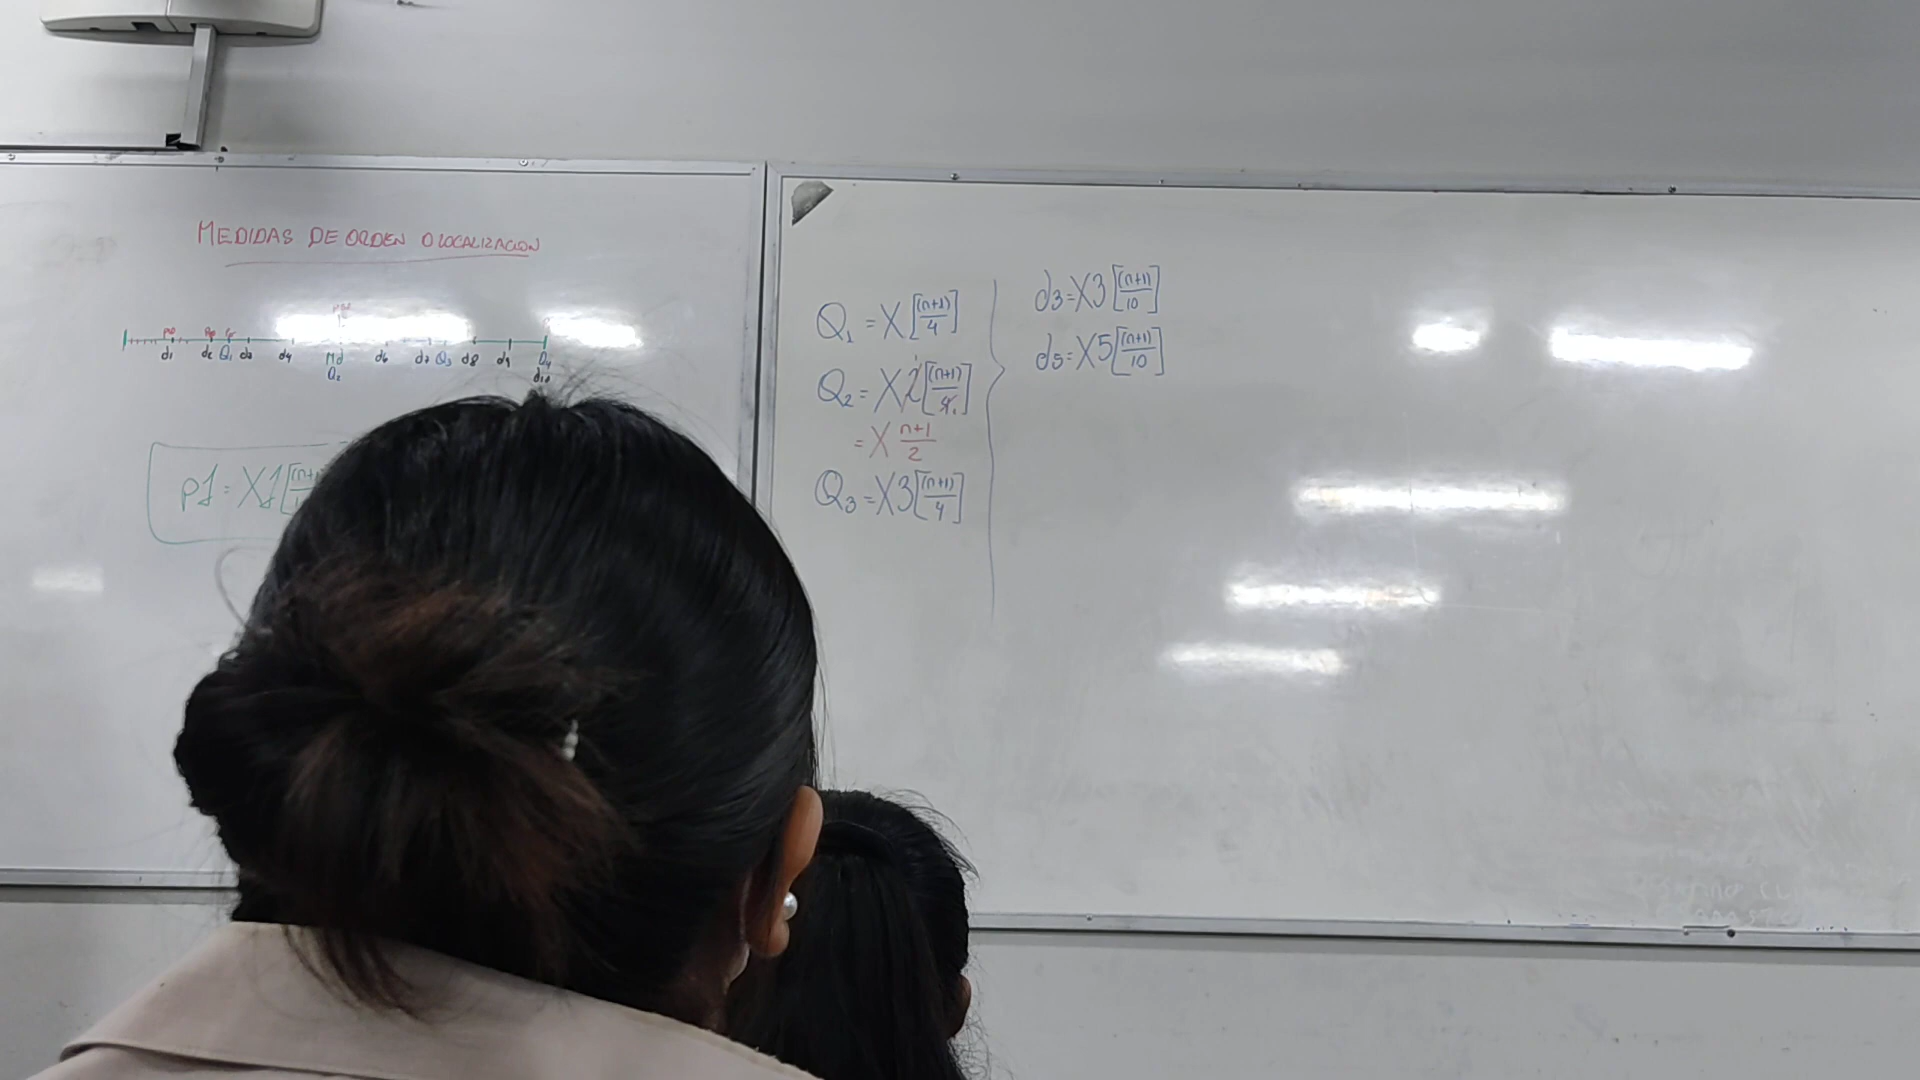 MEDIDAS DE ORDEN O LOCALIZACION
d1 d2 Q1 d3 d4 Md d6 d7 Q3 d8 d9 Q4
Q2 d10
p1 = X1[(n+
Q1 = X[(n+1)/4]
Q2 = X2[(n+1)/4]
= X n+1/2
Q3 = X3[(n+1)/4]
d3 = X3[(n+1)/10]
d5 = X5[(n+1)/10]